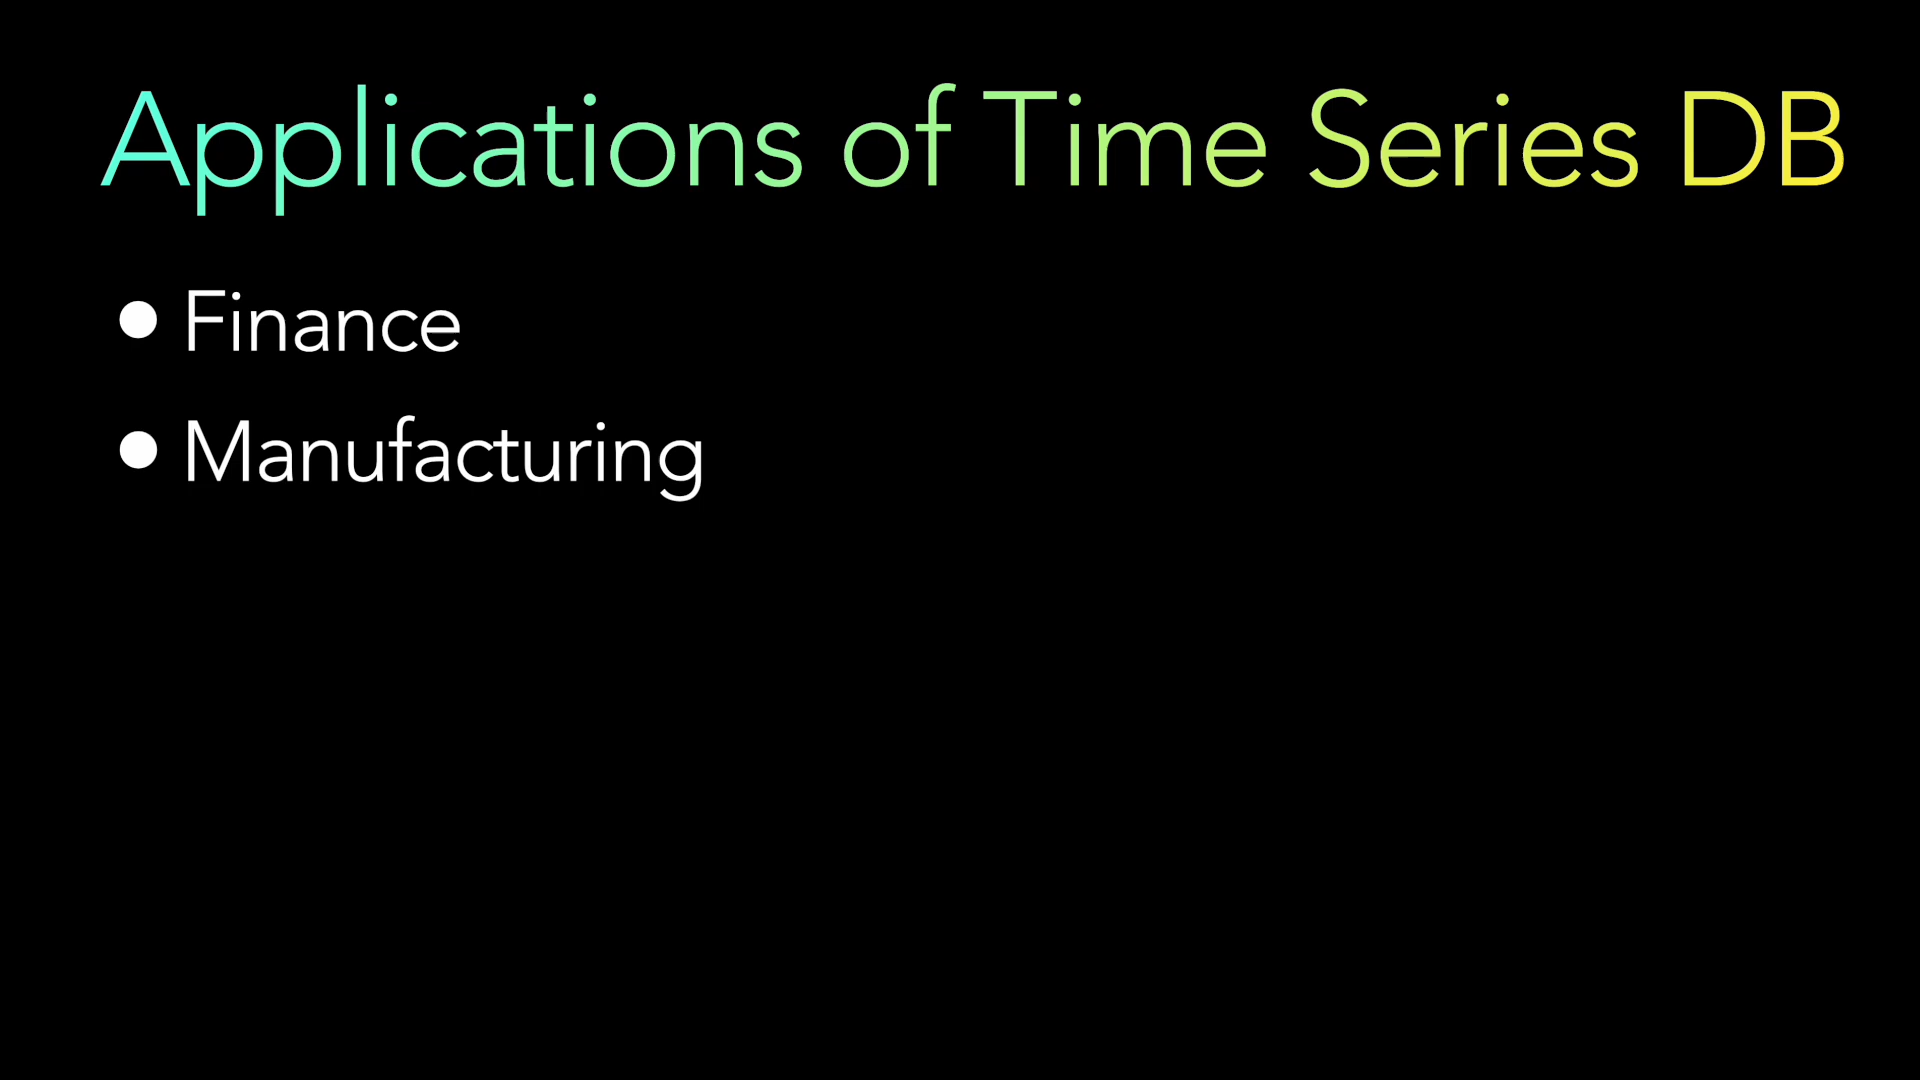 Applications of Time Series DB
• Finance
• Manufacturing